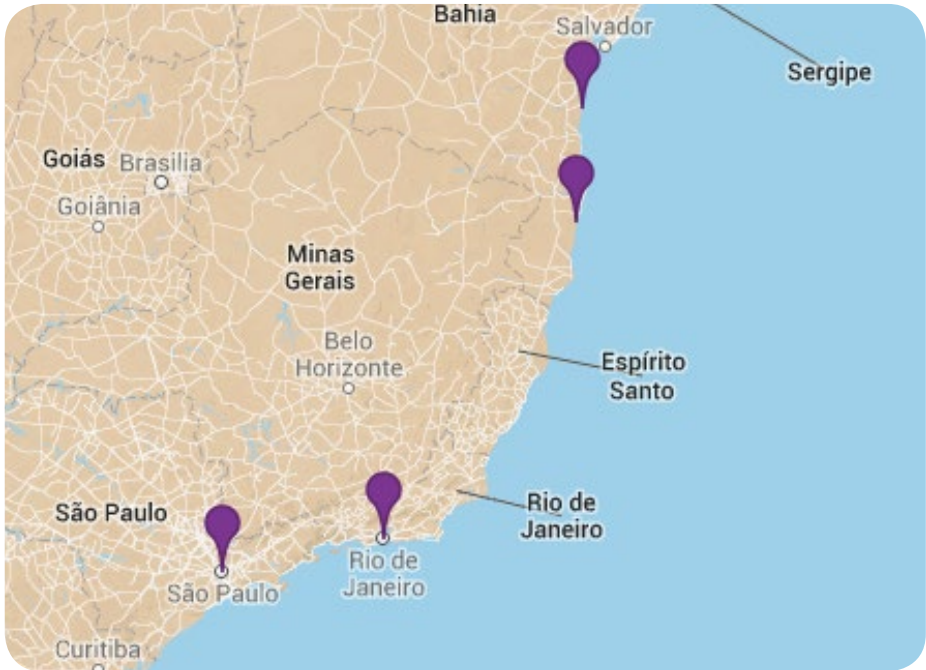 Bahia
Salvador
Sergipe
Goiás
Brasilia
Goiânia
Minas
Gerais
Belo
Horizonte
Espírito
Santo
São Paulo
Rio de
Janeiro
Rio de
Janeiro
São Paulo
Curitiba